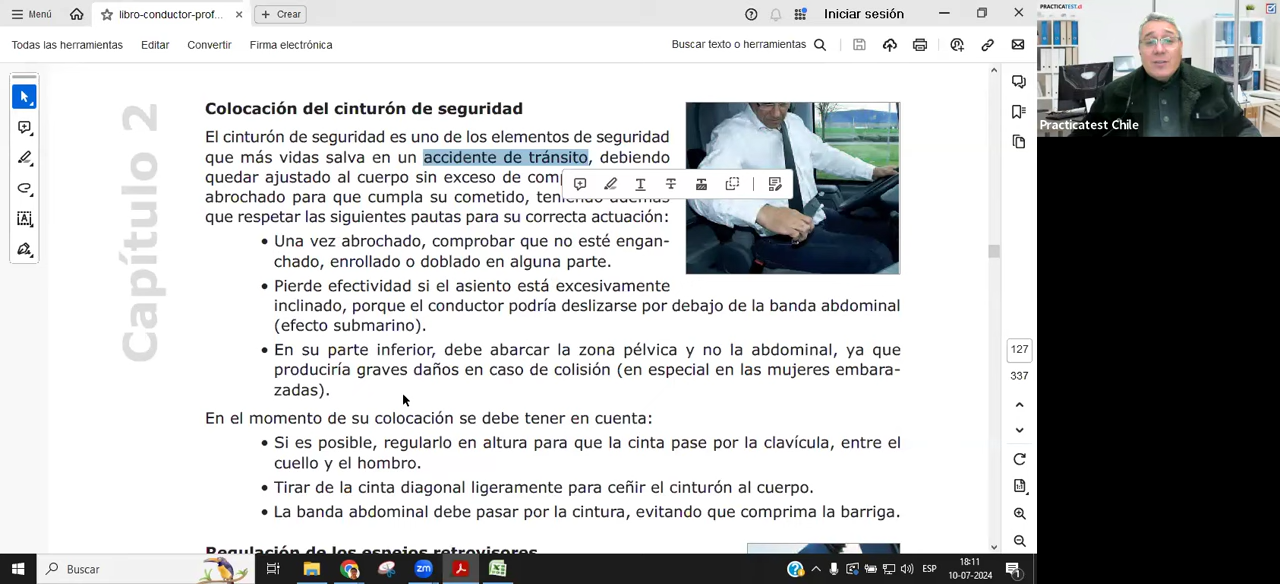 Menú
libro-conductor-prof...
Crear
Iniciar sesión
PRACTICATEST.cl
Todas las herramientas
Editar
Convertir
Firma electrónica
Buscar texto o herramientas
Practicatest Chile
Capítulo 2
Colocación del cinturón de seguridad
El cinturón de seguridad es uno de los elementos de seguridad
que más vidas salva en un accidente de tránsito, debiendo
quedar ajustado al cuerpo sin exceso de
abrochado para que cumpla su cometido,
que respetar las siguientes pautas para su correcta actuación:
• Una vez abrochado, comprobar que no esté engan-
chado, enrollado o doblado en alguna parte.
• Pierde efectividad si el asiento está excesivamente
inclinado, porque el conductor podría deslizarse por debajo de la banda abdominal
(efecto submarino).
• En su parte inferior, debe abarcar la zona pélvica y no la abdominal, ya que
produciría graves daños en caso de colisión (en especial en las mujeres embara-
zadas).
En el momento de su colocación se debe tener en cuenta:
• Si es posible, regularlo en altura para que la cinta pase por la clavícula, entre el
cuello y el hombro.
• Tirar de la cinta diagonal ligeramente para ceñir el cinturón al cuerpo.
• La banda abdominal debe pasar por la cintura, evitando que comprima la barriga.
Regulación de los espejos retrovisores
127
337
Buscar
zm
ESP
18:11
10-07-2024
1